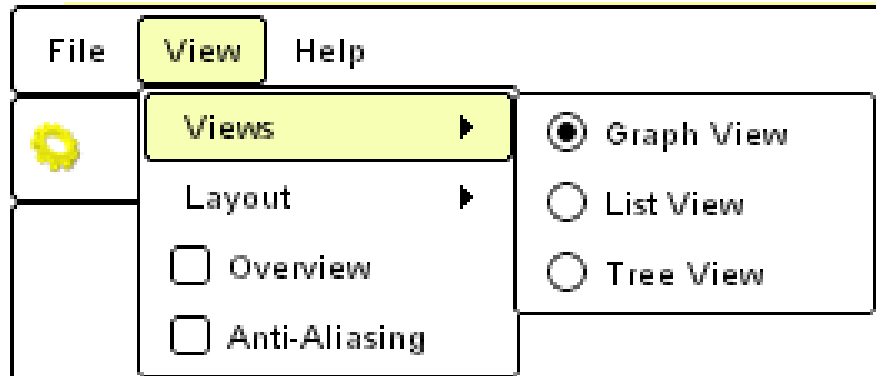 File View Help
Views
Layout
Overview
Anti-Aliasing
Graph View
List View
Tree View